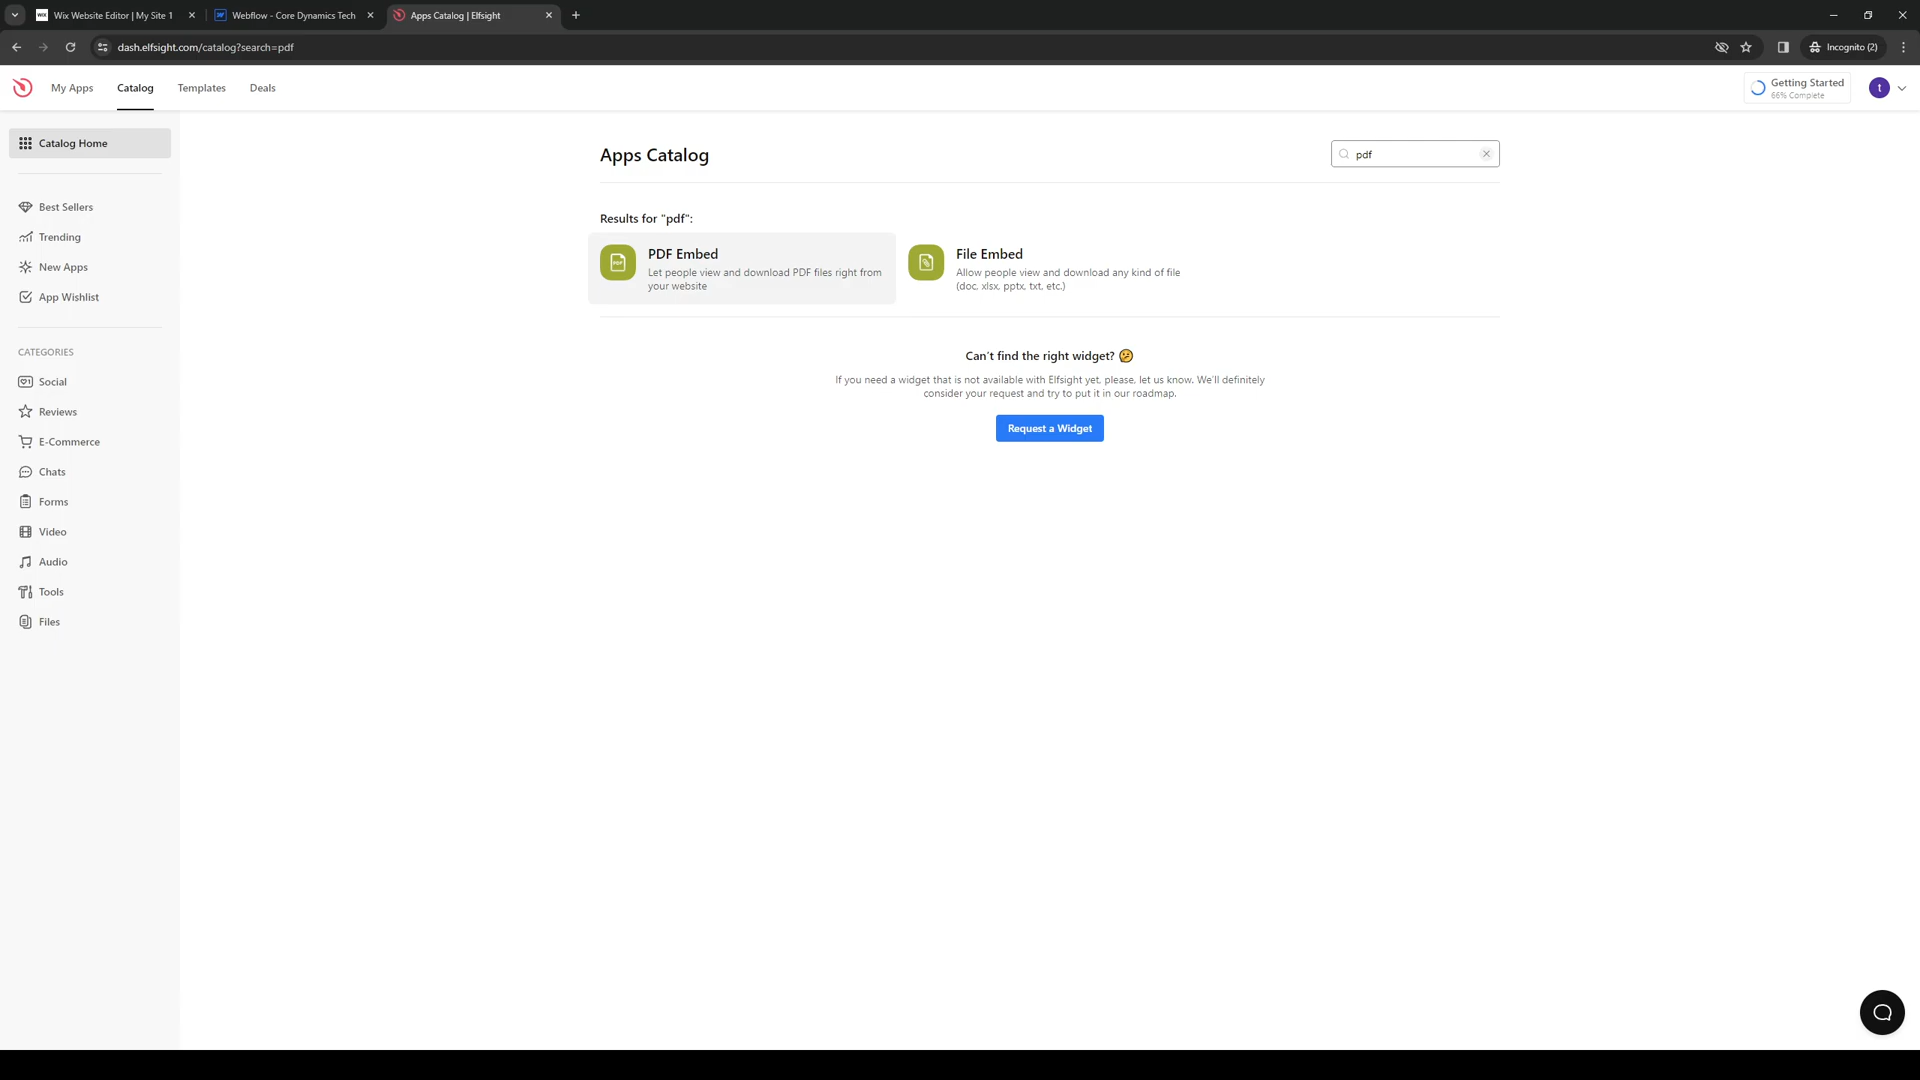 Wix Website Editor | My Site 1
Webflow - Core Dynamics Tech
Apps Catalog | Elfsight
dash.elfsight.com/catalog?search=pdf
Incognito (2)
My Apps
Catalog
Templates
Deals
Getting Started
66% Complete
t
Catalog Home
Best Sellers
Trending
New Apps
App Wishlist
CATEGORIES
Social
Reviews
E-Commerce
Chats
Forms
Video
Audio
Tools
Files
Apps Catalog
pdf
Results for "pdf":
PDF Embed
Let people view and download PDF files right from
your website
File Embed
Allow people view and download any kind of file
(doc, xlsx, pptx, txt, etc.)
Can't find the right widget?
If you need a widget that is not available with Elfsight yet, please, let us know. We'll definitely
consider your request and try to put it in our roadmap.
Request a Widget